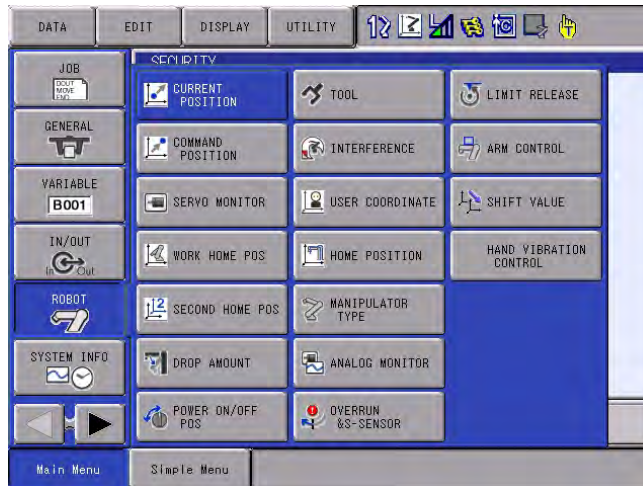 DATA
EDIT
DISPLAY
UTILITY
JOB
DOUT
MOVE
END
GENERAL
VARIABLE
B001
IN/OUT
In Out
ROBOT
SYSTEM INFO
SECURITY
CURRENT
POSITION
COMMAND
POSITION
SERVO MONITOR
WORK HOME POS
SECOND HOME POS
DROP AMOUNT
POWER ON/OFF
POS
TOOL
INTERFERENCE
USER COORDINATE
HOME POSITION
MANIPULATOR
TYPE
ANALOG MONITOR
OVERRUN
&S-SENSOR
LIMIT RELEASE
ARM CONTROL
SHIFT VALUE
HAND VIBRATION
CONTROL
Main Menu
Simple Menu